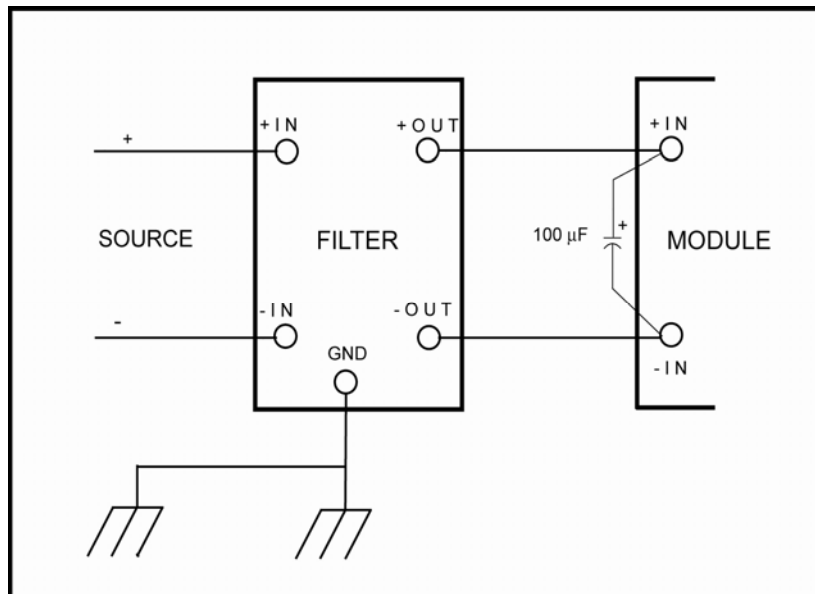 +
+IN
+OUT
+IN
SOURCE
FILTER
100 μF
+
MODULE
-
-IN
-OUT
GND
-IN